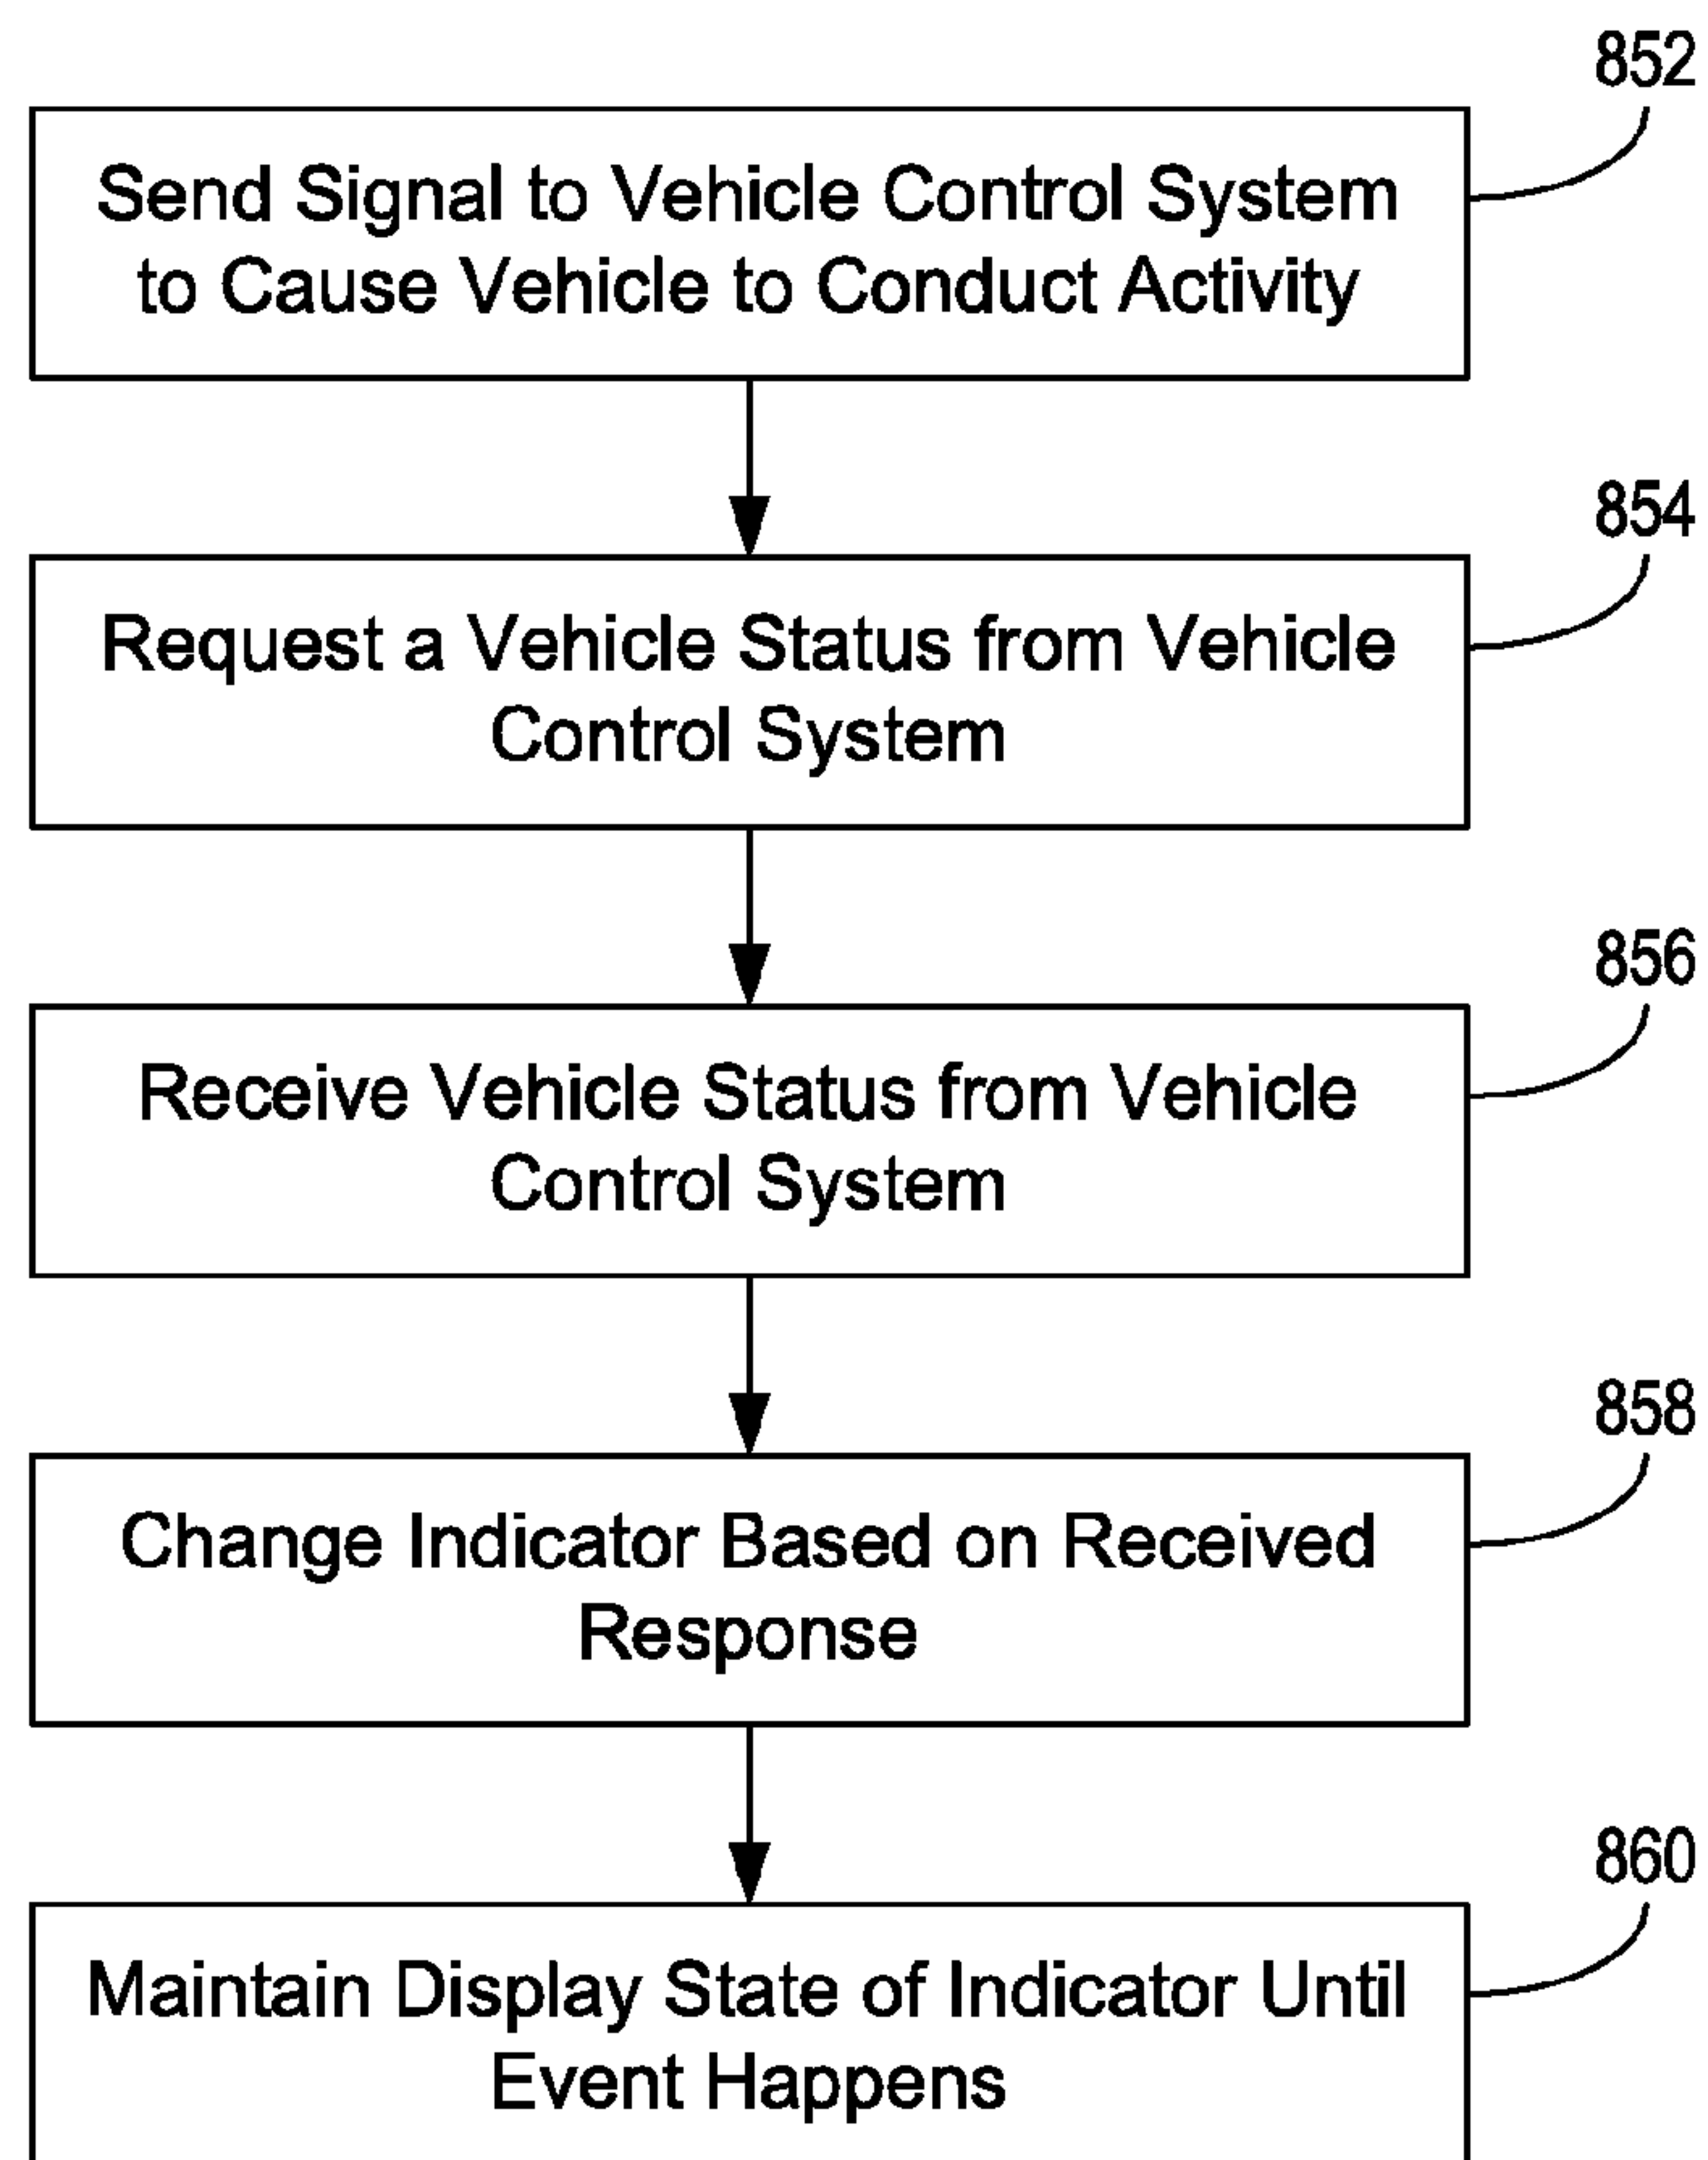 852
Send Signal to Vehicle Control System
to Cause Vehicle to Conduct Activity
854
Request a Vehicle Status from Vehicle
Control System
856
Receive Vehicle Status from Vehicle
Control System
858
Change Indicator Based on Received
Response
860
Maintain Display State of Indicator Until
Event Happens